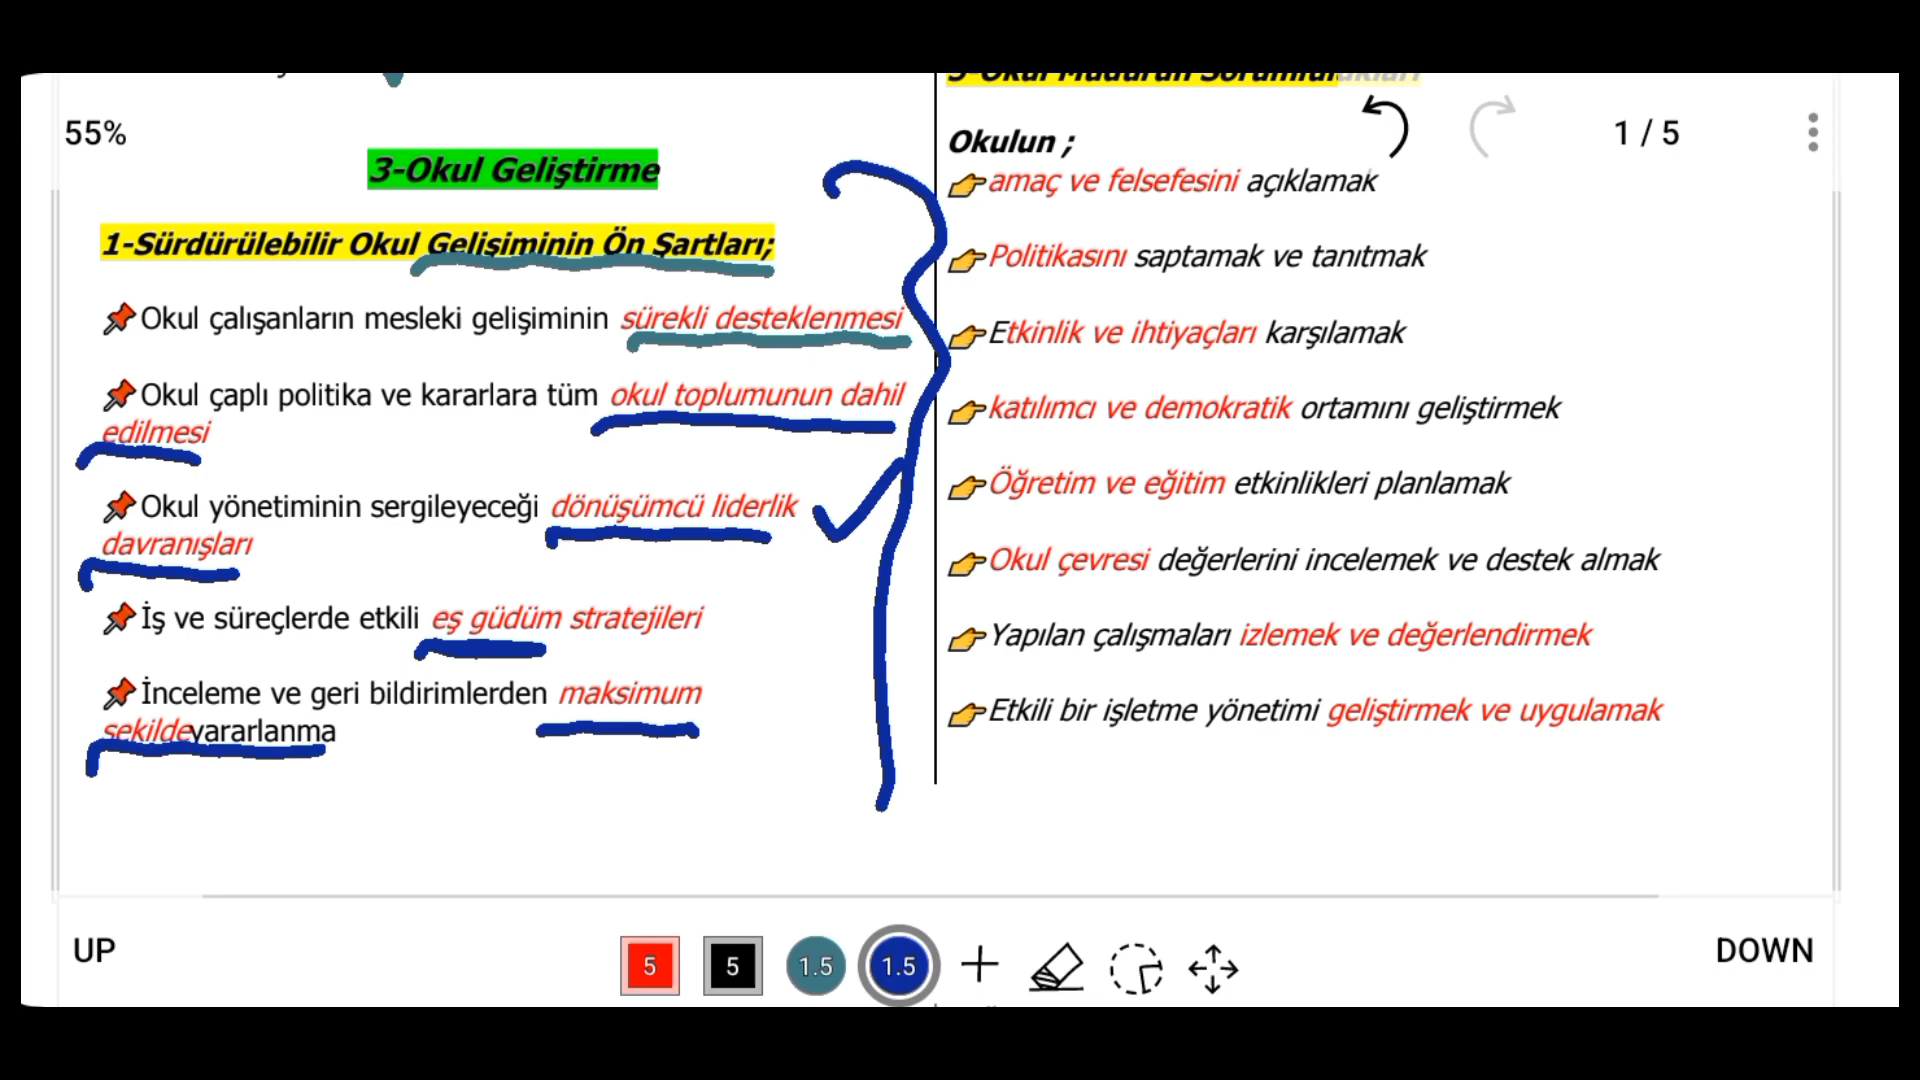 55%
3-Okul Geliştirme
1-Sürdürülebilir Okul Gelişiminin Ön Şartları;
Okul çalışanların mesleki gelişiminin sürekli desteklenmesi
Okul çaplı politika ve kararlara tüm okul toplumunun dahil
edilmesi
Okul yönetiminin sergileyeceği dönüşümcü liderlik
davranışları
İş ve süreçlerde etkili eş güdüm stratejileri
İnceleme ve geri bildirimlerden maksimum
şekildeyararlanma
1 / 5
Okulun ;
amaç ve felsefesini açıklamak
Politikasını saptamak ve tanıtmak
Etkinlik ve ihtiyaçları karşılamak
katılımcı ve demokratik ortamını geliştirmek
Öğretim ve eğitim etkinlikleri planlamak
Okul çevresi değerlerini incelemek ve destek almak
Yapılan çalışmaları izlemek ve değerlendirmek
Etkili bir işletme yönetimi geliştirmek ve uygulamak
UP
5
5
1.5
1.5
DOWN